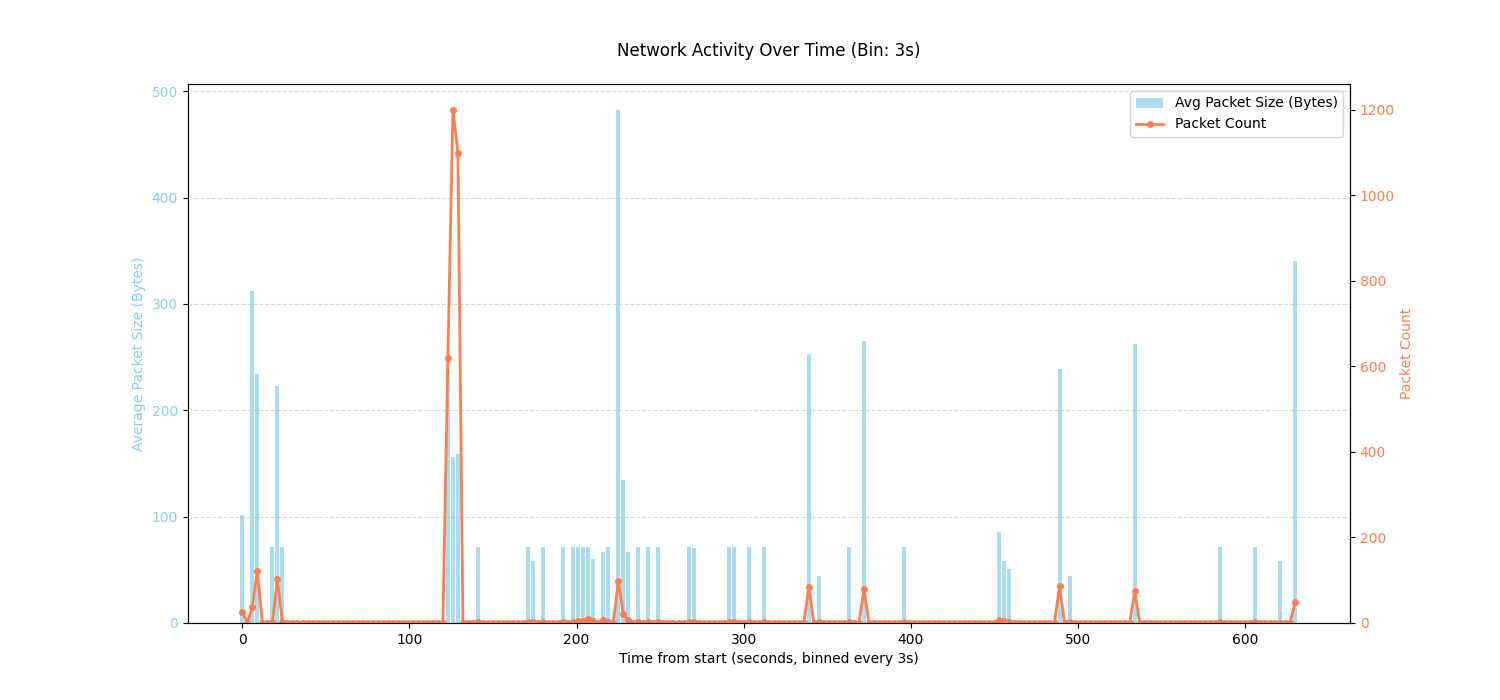 Network Activity Over Time (Bin: 3s)
Avg Packet Size (Bytes)
Packet Count
Average Packet Size (Bytes)
500
400
300
200
100
0
1200
1000
800
600
400
200
0
Packet Count
0 100 200 300 400 500 600
Time from start (seconds, binned every 3s)